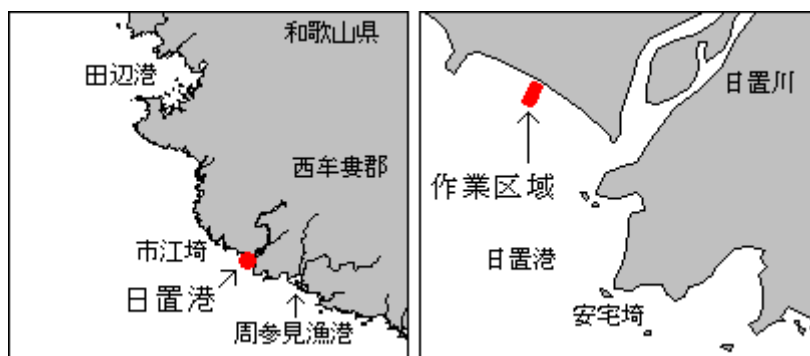 和歌山県
田辺港
西牟婁郡
市江埼
日置港
周参見漁港
日置川
作業区域
日置港
安宅埼